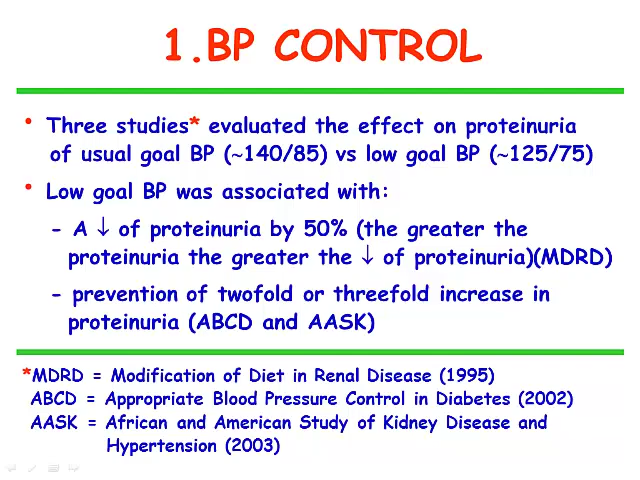 1.BP CONTROL
• Three studies* evaluated the effect on proteinuria
of usual goal BP (~140/85) vs low goal BP (~125/75)
• Low goal BP was associated with:
- A ↓ of proteinuria by 50% (the greater the
proteinuria the greater the ↓ of proteinuria)(MDRD)
- prevention of twofold or threefold increase in
proteinuria (ABCD and AASK)
*MDRD = Modification of Diet in Renal Disease (1995)
ABCD = Appropriate Blood Pressure Control in Diabetes (2002)
AASK = African and American Study of Kidney Disease and
Hypertension (2003)